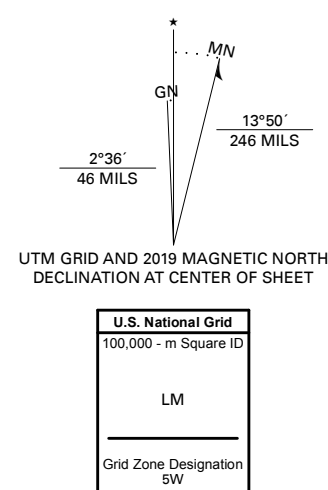 ★
MN
GN
13°50´
246 MILS
2°36´
46 MILS
UTM GRID AND 2019 MAGNETIC NORTH
DECLINATION AT CENTER OF SHEET
U.S. National Grid
100,000 - m Square ID
LM
Grid Zone Designation
5W